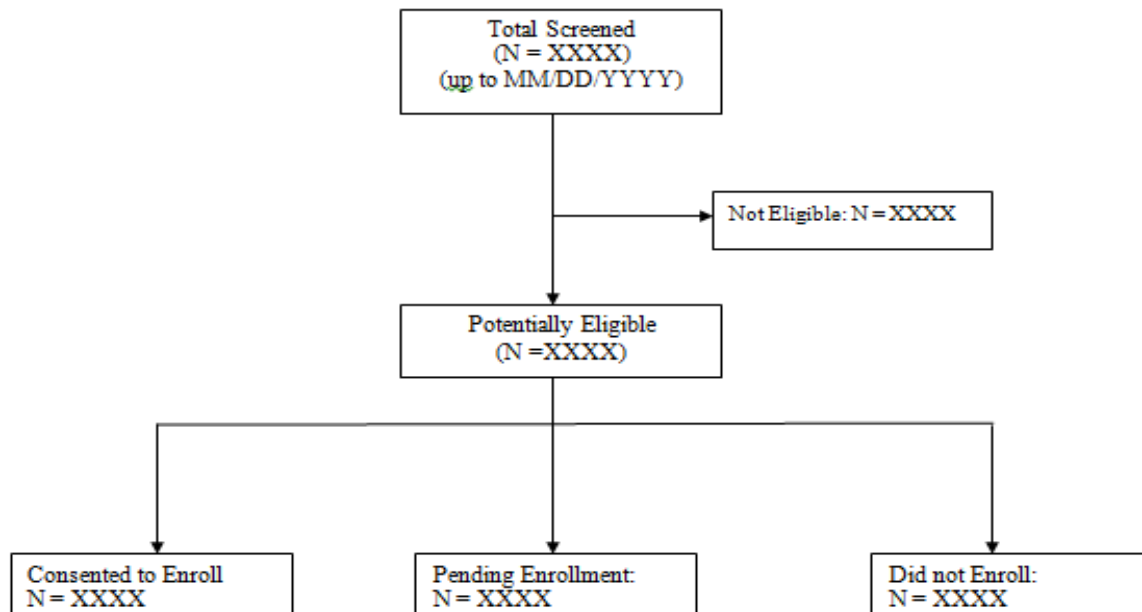 Total Screened
(N = XXXX)
(up to MM/DD/YYYY)
Not Eligible: N = XXXX
Potentially Eligible
(N =XXXX)
Consented to Enroll
N = XXXX
Pending Enrollment:
N = XXXX
Did not Enroll:
N = XXXX